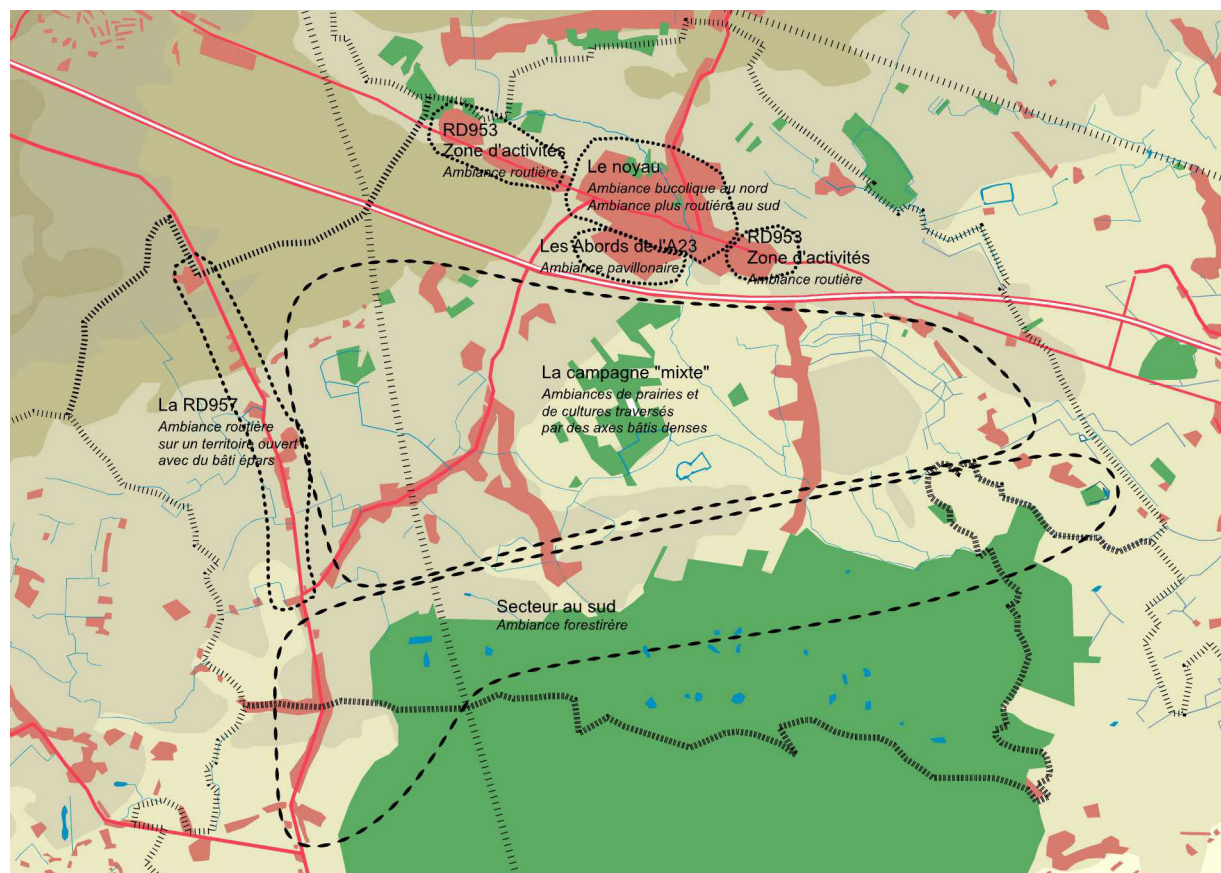 RD953
Zone d'activités
Ambiance routière
Le noyau
Ambiance bucolique au nord
Ambiance plus routière au sud
Les Abords de l'A23
Ambiance pavillonaire
RD953
Zone d'activités
Ambiance routière
La campagne "mixte"
Ambiances de prairies et
de cultures traversés
par des axes bâtis denses
La RD957
Ambiance routière
sur un territoire ouvert
avec du bâti épars
Secteur au sud
Ambiance forestirère